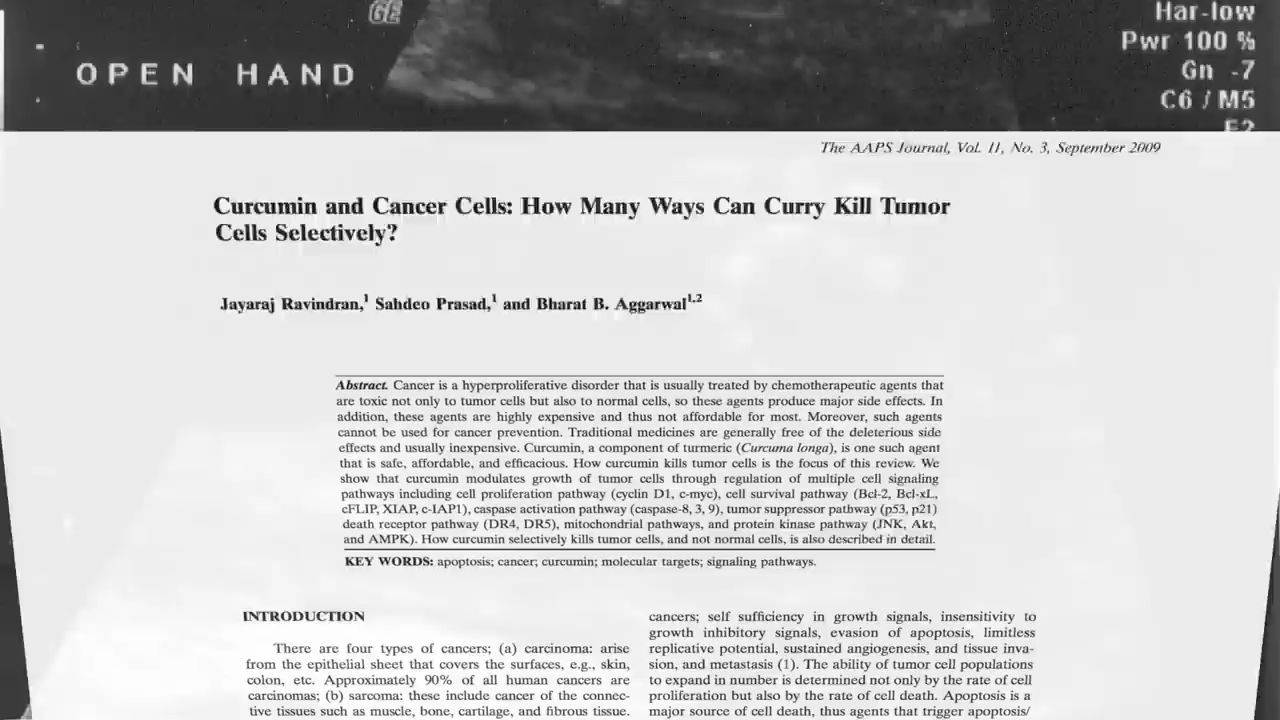 GE
OPEN HAND
Har-low
Pwr 100 %
Gn -7
C6 / M5
The AAPS Journal, Vol. 11, No. 3, September 2009
Curcumin and Cancer Cells: How Many Ways Can Curry Kill Tumor
Cells Selectively?
Jayaraj Ravindran,1 Sahdeo Prasad,1 and Bharat B. Aggarwal1,2
Abstract. Cancer is a hyperproliferative disorder that is usually treated by chemotherapeutic agents that
are toxic not only to tumor cells but also to normal cells, so these agents produce major side effects. In
addition, these agents are highly expensive and thus not affordable for most. Moreover, such agents
cannot be used for cancer prevention. Traditional medicines are generally free of the deleterious side
effects and usually inexpensive. Curcumin, a component of turmeric (Curcuma longa), is one such agent
that is safe, affordable, and efficacious. How curcumin kills tumor cells is the focus of this review. We
show that curcumin modulates growth of tumor cells through regulation of multiple cell signaling
pathways including cell proliferation pathway (cyclin D1, c-myc), cell survival pathway (Bcl-2, Bcl-xL,
cFLIP, XIAP, c-IAP1), caspase activation pathway (caspase-8, 3, 9), tumor suppressor pathway (p53, p21)
death receptor pathway (DR4, DR5), mitochondrial pathways, and protein kinase pathway (JNK, Akt,
and AMPK). How curcumin selectively kills tumor cells, and not normal cells, is also described in detail.
KEY WORDS: apoptosis; cancer; curcumin; molecular targets; signaling pathways.
INTRODUCTION
There are four types of cancers; (a) carcinoma: arise
from the epithelial sheet that covers the surfaces, e.g., skin,
colon, etc. Approximately 90% of all human cancers are
carcinomas; (b) sarcoma: these include cancer of the connec-
tive tissues such as muscle, bone, cartilage, and fibrous tissue.
cancers; self sufficiency in growth signals, insensitivity to
growth inhibitory signals, evasion of apoptosis, limitless
replicative potential, sustained angiogenesis, and tissue inva-
sion, and metastasis (1). The ability of tumor cell populations
to expand in number is determined not only by the rate of cell
proliferation but also by the rate of cell death. Apoptosis is a
major source of cell death, thus agents that trigger apoptosis/